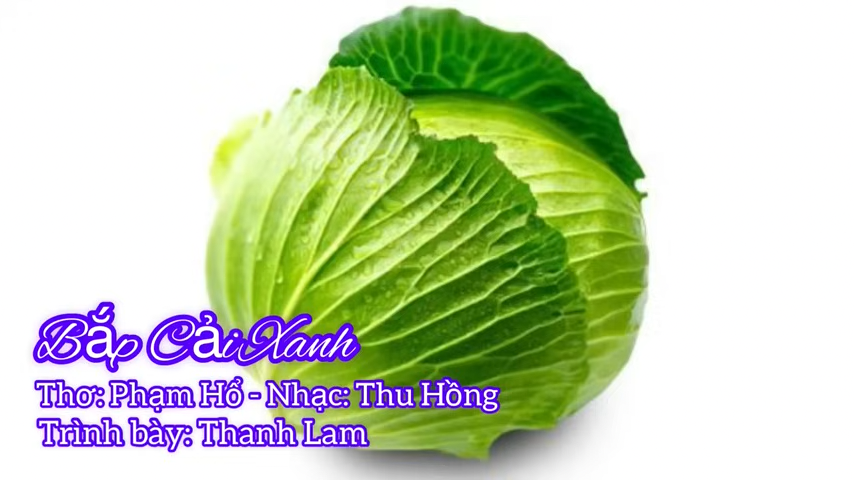 Bắp Cải Xanh
Thơ: Phạm Hổ - Nhạc: Thu Hồng
Trình bày: Thanh Lam